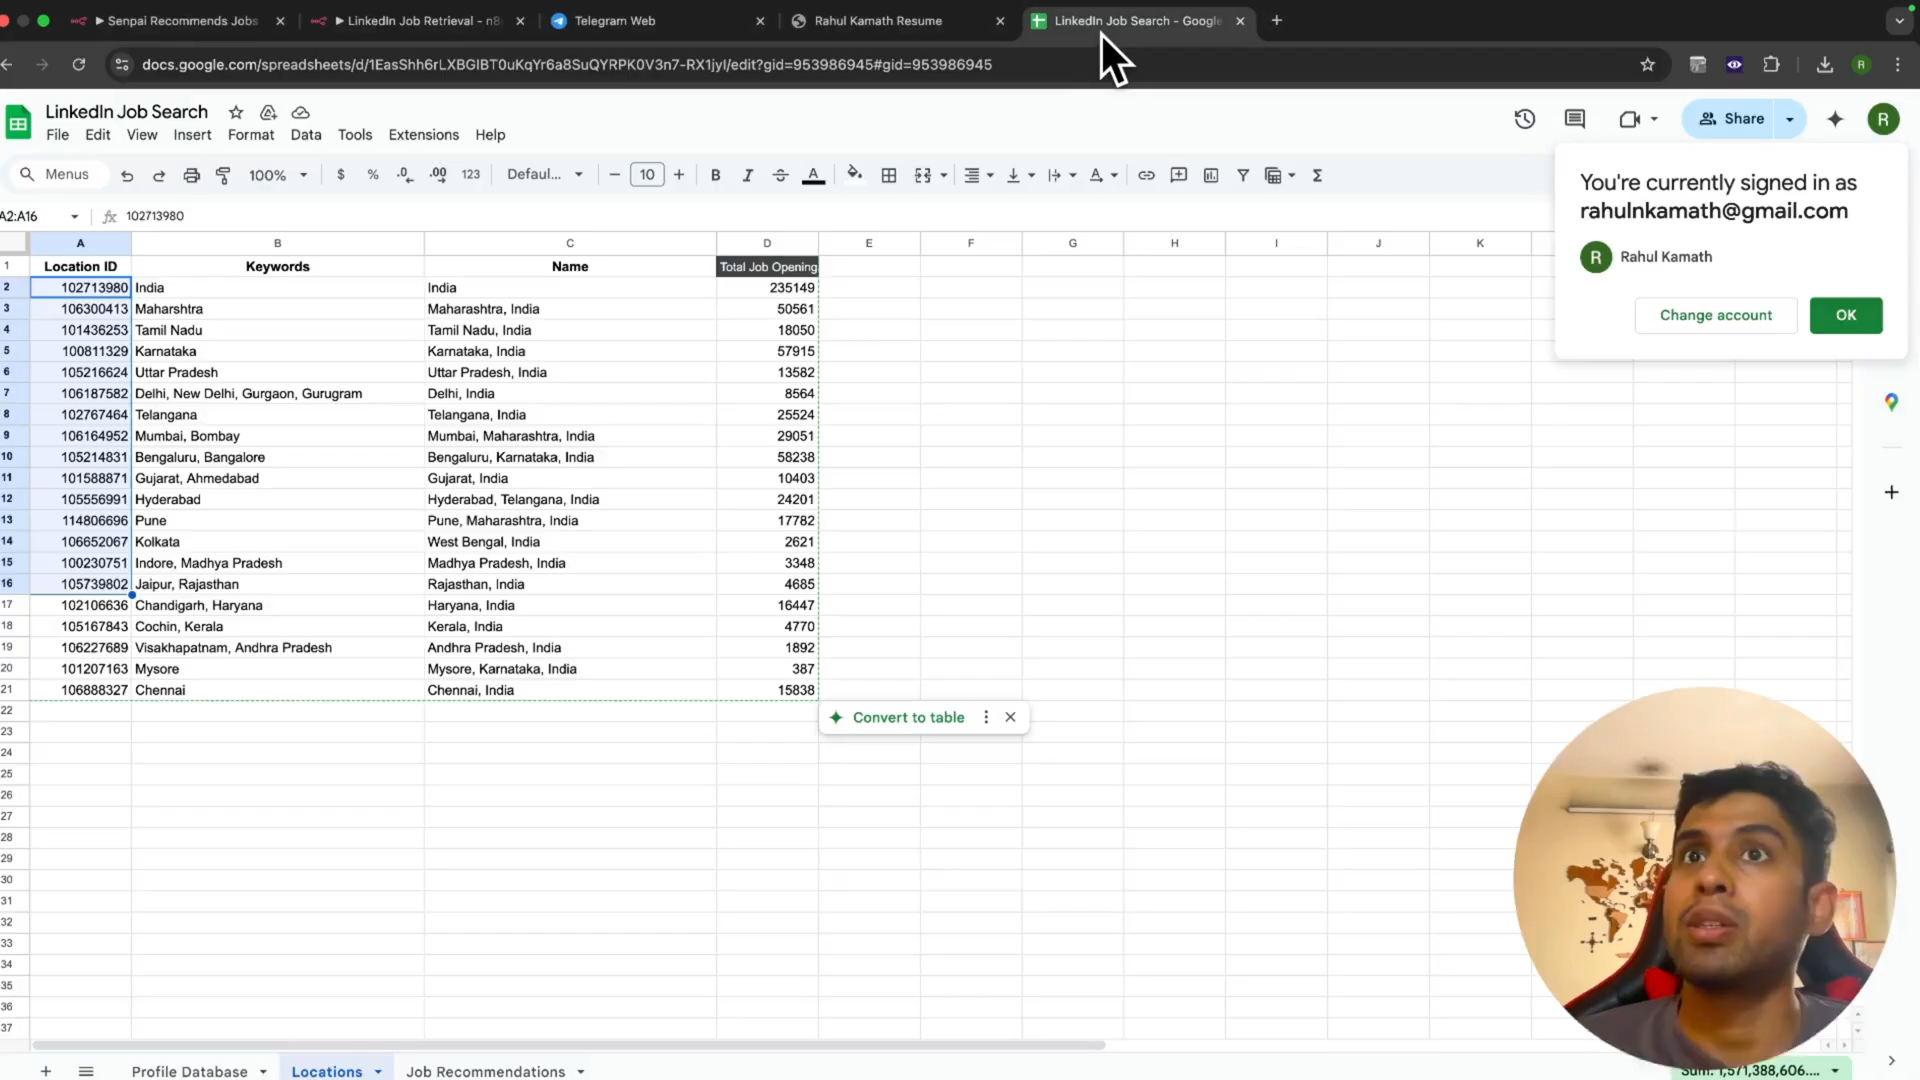 Senpai Recommends Jobs
LinkedIn Job Retrieval - n8
Telegram Web
Rahul Kamath Resume
LinkedIn Job Search - Google
docs.google.com/spreadsheets/d/1EasShh6rLXBGIBT0uKqYr6a8SuQYRPK0V3n7-RX1jyI/edit?gid=953986945#gid=953986945
R
LinkedIn Job Search
File Edit View Insert Format Data Tools Extensions Help
Share
R
Menus
100%
$ % .0 .00 123
Defaul...
10
B I
A2:A16
102713980
You're currently signed in as
rahulnkamath@gmail.com
R Rahul Kamath
Change account
OK
A B C D E F G H I J K
1 Location ID Keywords Name Total Job Opening
2 102713980 India India 235149
3 106300413 Maharshtra Maharashtra, India 50561
4 101436253 Tamil Nadu Tamil Nadu, India 18050
5 100811329 Karnataka Karnataka, India 57915
6 105216624 Uttar Pradesh Uttar Pradesh, India 13582
7 106187582 Delhi, New Delhi, Gurgaon, Gurugram Delhi, India 8564
8 102767464 Telangana Telangana, India 25524
9 106164952 Mumbai, Bombay Mumbai, Maharashtra, India 29051
10 105214831 Bengaluru, Bangalore Bengaluru, Karnataka, India 58238
11 101588871 Gujarat, Ahmedabad Gujarat, India 10403
12 105556991 Hyderabad Hyderabad, Telangana, India 24201
13 114806696 Pune Pune, Maharashtra, India 17782
14 106652067 Kolkata West Bengal, India 2621
15 100230751 Indore, Madhya Pradesh Madhya Pradesh, India 3348
16 105739802 Jaipur, Rajasthan Rajasthan, India 4685
17 102106636 Chandigarh, Haryana Haryana, India 16447
18 105167843 Cochin, Kerala Kerala, India 4770
19 106227689 Visakhapatnam, Andhra Pradesh Andhra Pradesh, India 1892
20 101207163 Mysore Mysore, Karnataka, India 387
21 106888327 Chennai Chennai, India 15838
22
Convert to table
23
24
25
26
27
28
29
30
31
32
33
34
35
36
37
Profile Database
Locations
Job Recommendations
Sum: 1,571,388,606....